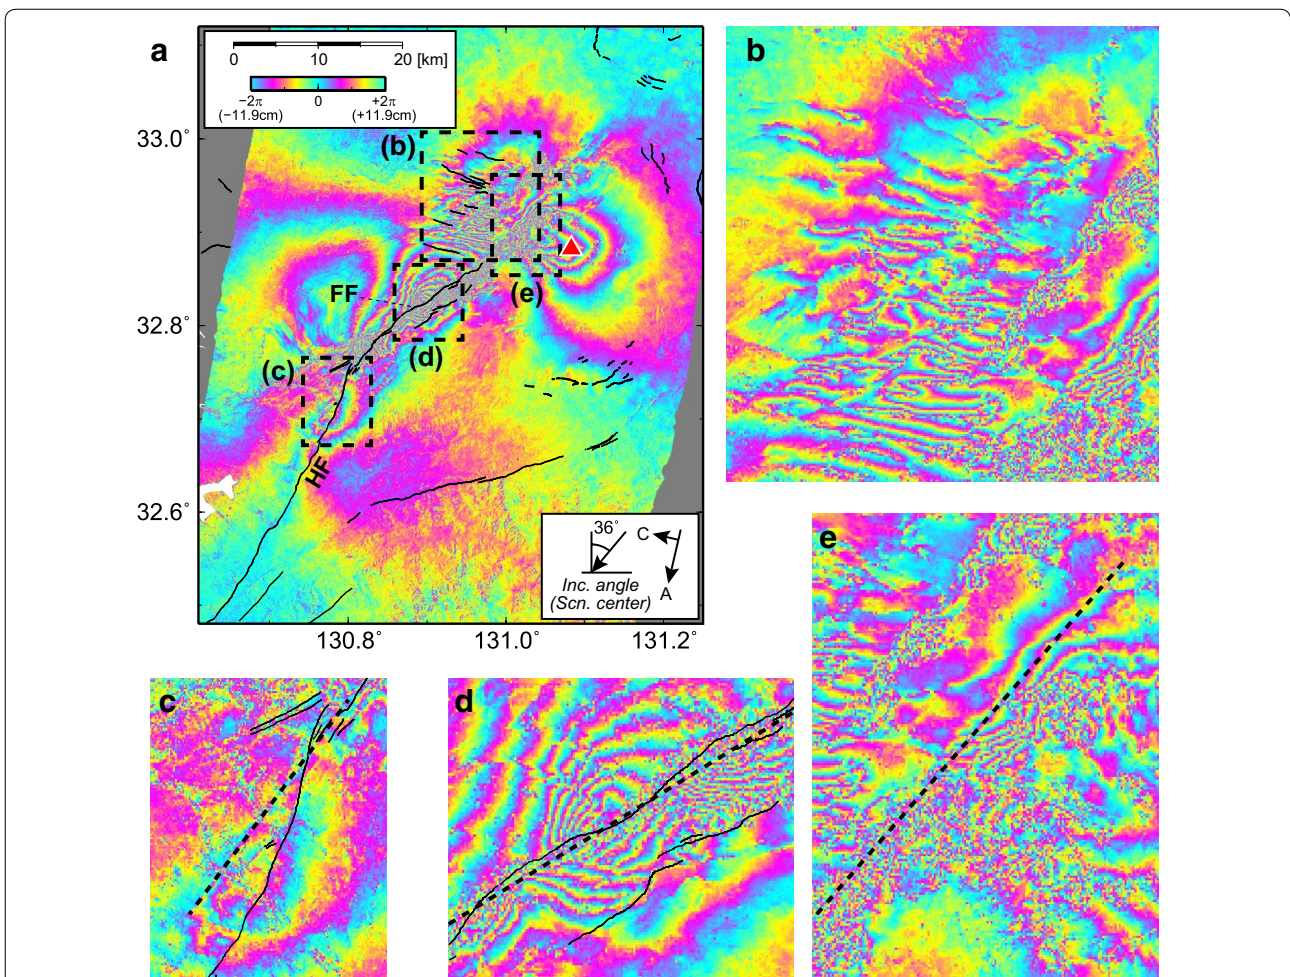 a
0 10 20 [km]
−2π 0 +2π
(−11.9cm) (+11.9cm)
33.0˚
32.8˚
32.6˚
130.8˚ 131.0˚ 131.2˚
(b)
(e)
FF
(d)
(c)
HF
36˚
C
A
Inc. angle
(Scn. center)
b
c
d
e